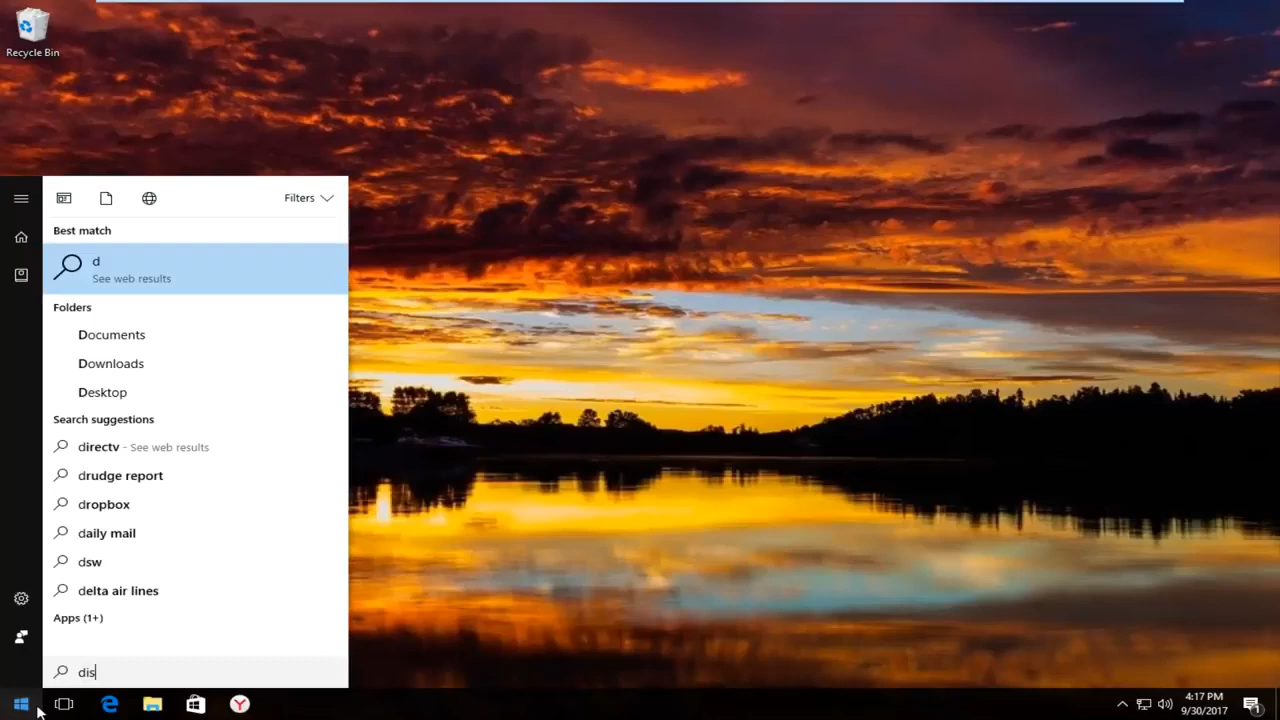 Recycle Bin
Filters
Best match
d
See web results
Folders
Documents
Downloads
Desktop
Search suggestions
directv - See web results
drudge report
dropbox
daily mail
dsw
delta air lines
Apps (1+)
dis
4:17 PM
9/30/2017
1